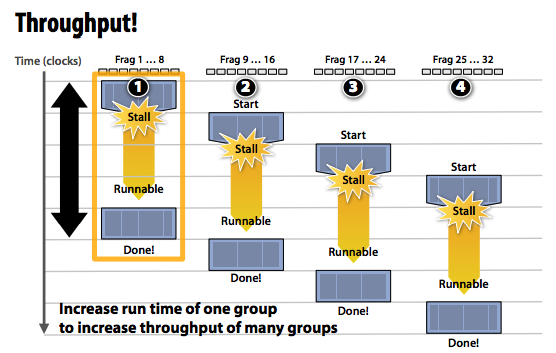 Throughput!
Time (clocks)
Frag 1 … 8
Frag 9 … 16
Frag 17 … 24
Frag 25 … 32
1
2
3
4
Start
Stall
Start
Stall
Start
Stall
Runnable
Stall
Runnable
Done!
Runnable
Done!
Runnable
Done!
Increase run time of one group
to increase throughput of many groups
Done!